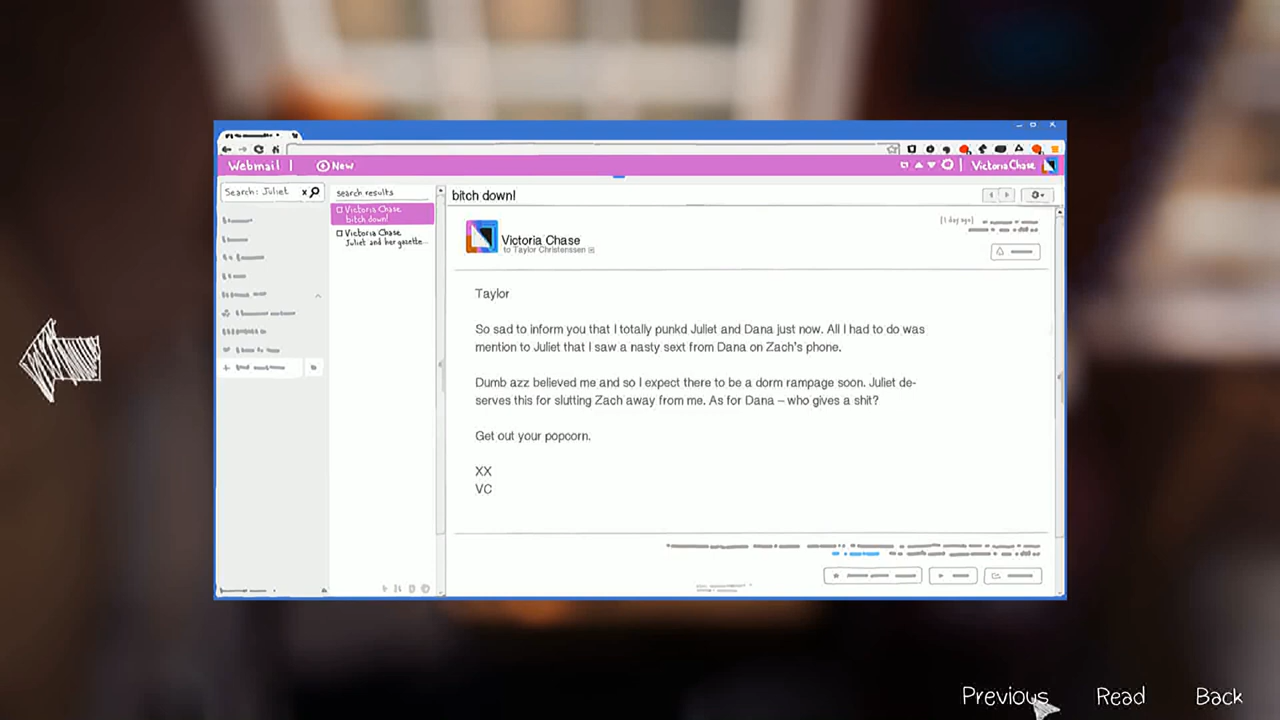 Webmail | New
Victoria Chase
Search: Juliet x
search results
bitch down!
Victoria Chase
bitch down!
Victoria Chase
Juliet and her gazette...
[1 day ago]
Victoria Chase
to Taylor Christenssen
Taylor
So sad to inform you that I totally punkd Juliet and Dana just now. All I had to do was
mention to Juliet that I saw a nasty sext from Dana on Zach's phone.
Dumb azz believed me and so I expect there to be a dorm rampage soon. Juliet de-
serves this for slutting Zach away from me. As for Dana – who gives a shit?
Get out your popcorn.
XX
VC
Previous
Read
Back